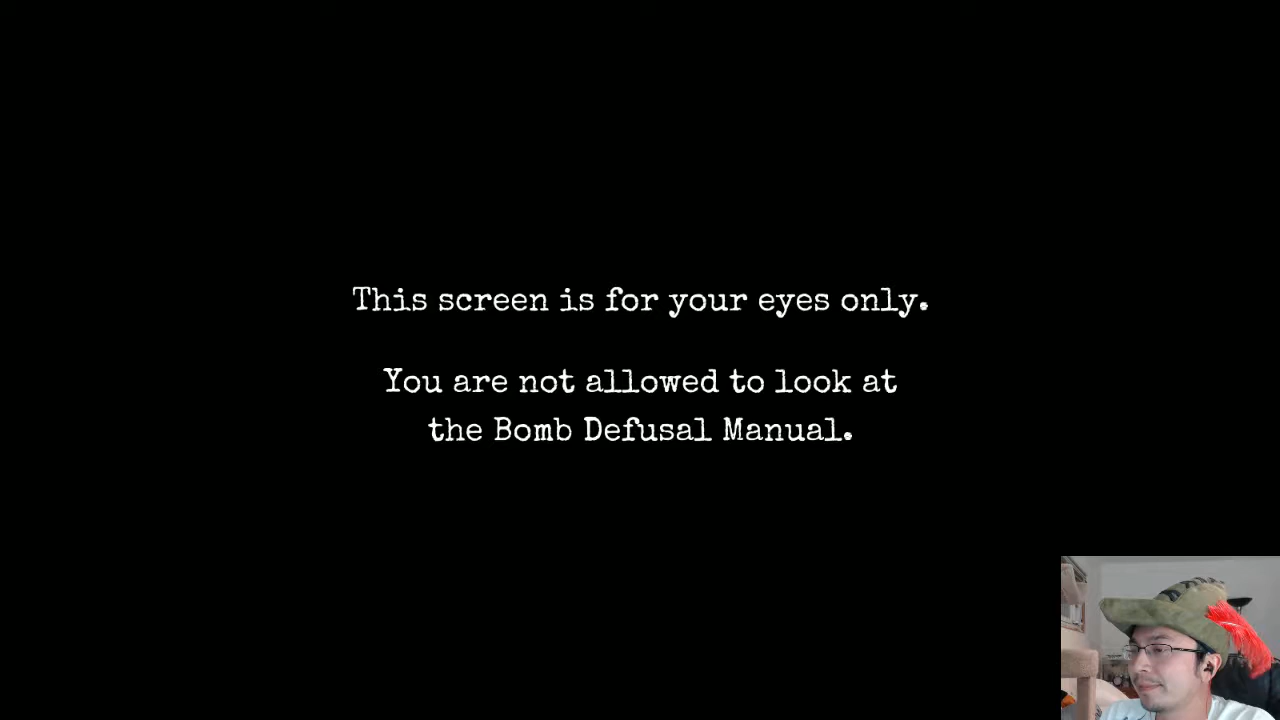 This screen is for your eyes only.
You are not allowed to look at
the Bomb Defusal Manual.